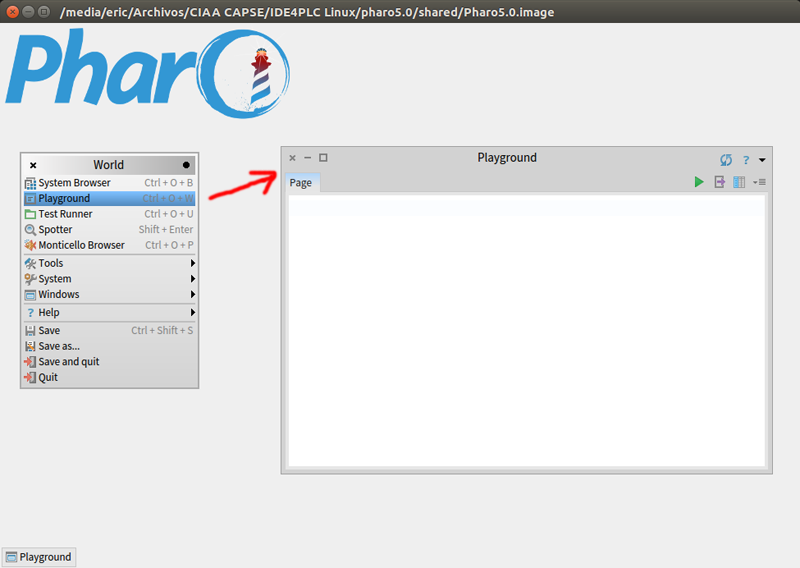 /media/eric/Archivos/CIAA CAPSE/IDE4PLC Linux/pharo5.0/shared/Pharo5.0.image
Pharo
World
System Browser Ctrl + O + B
Playground Ctrl + O + W
Test Runner Ctrl + O + U
Spotter Shift + Enter
Monticello Browser Ctrl + O + P
Tools
System
Windows
? Help
Save Ctrl + Shift + S
Save as...
Save and quit
Quit
Playground
?
Page
Playground